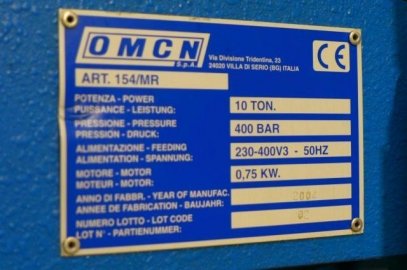 OMCN
S.p.A.
Via Divisione Tridentina, 23
24020 VILLA DI SERIO (BG) ITALIA
CE
ART. 154/MR
POTENZA - POWER
PUISSANCE - LEISTUNG: 10 TON.
PRESSIONE - PRESSURE
PRESSION - DRUCK: 400 BAR
ALIMENTAZIONE - FEEDING
ALIMENTATION - SPANNUNG: 230-400V3 - 50HZ
MOTORE - MOTOR
MOTEUR - MOTOR: 0,75 KW.
ANNO DI FABBR. - YEAR OF MANUFAC.
ANNEE DE FABRICATION - BAUJAHR:
NUMERO LOTTO - LOT CODE
LOT N° - PARTIENUMMER: